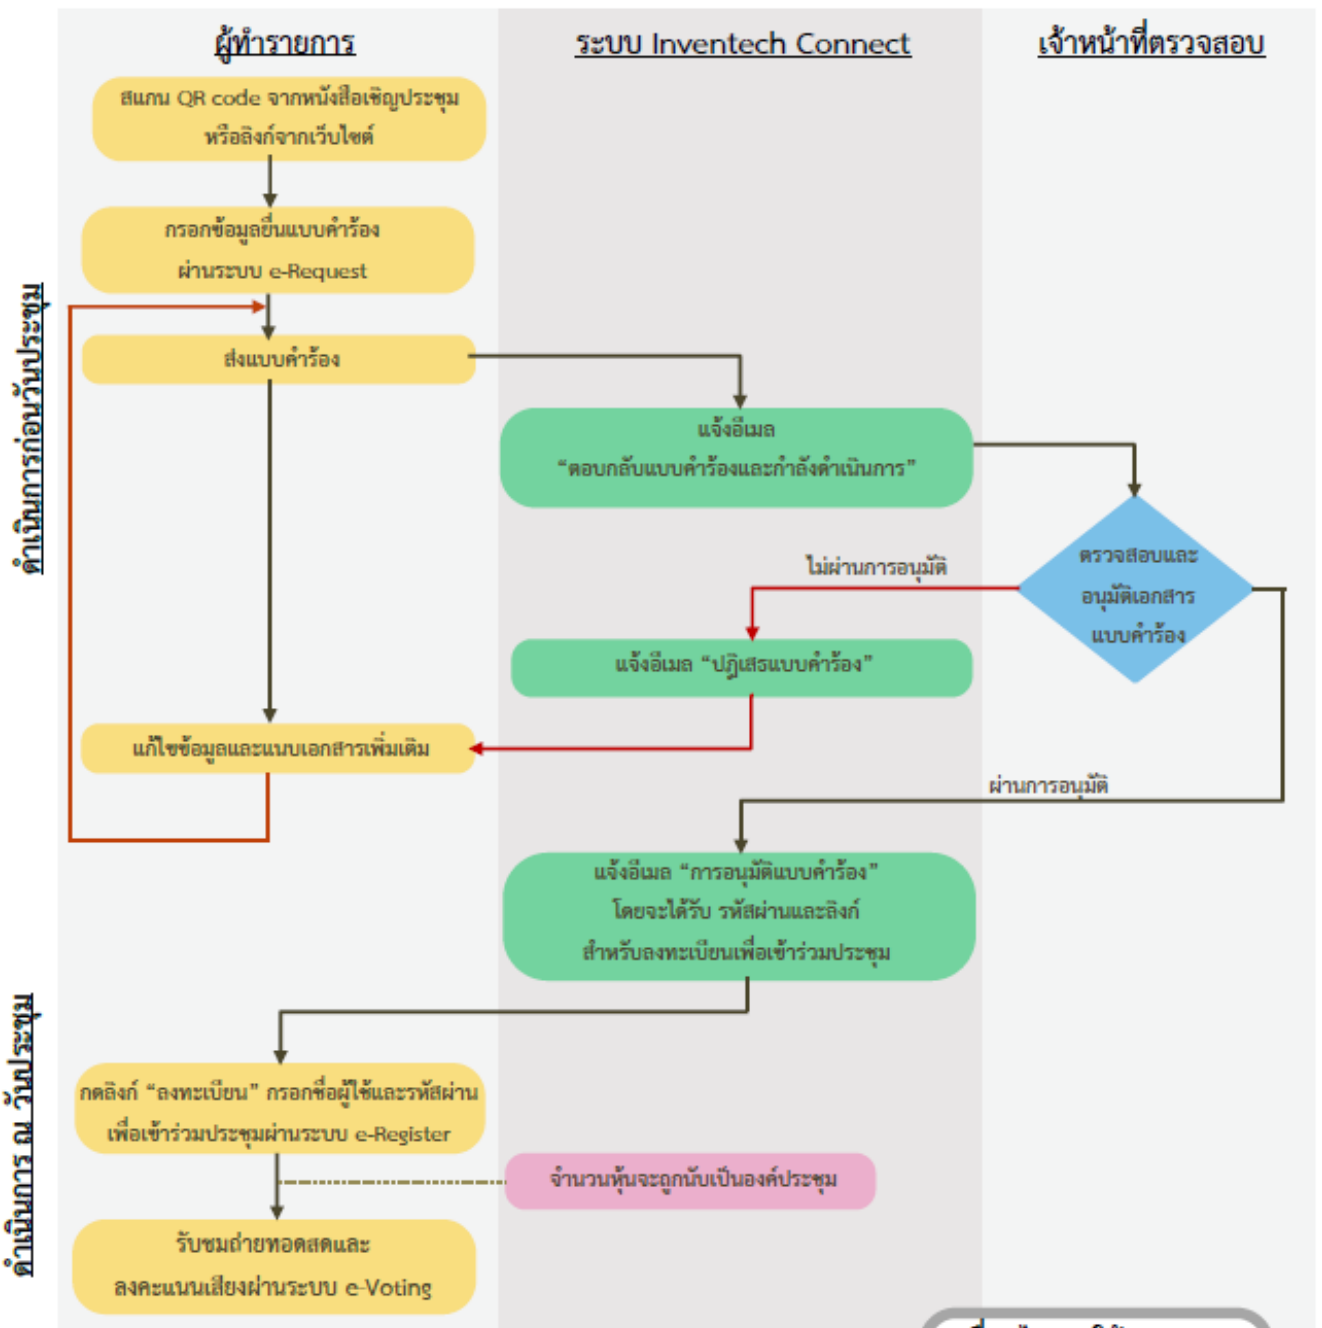 ผู้ทำรายการ
ระบบ Inventech Connect
เจ้าหน้าที่ตรวจสอบ
ดำเนินการก่อนวันประชุม
สแกน QR code จากหนังสือเชิญประชุม
หรือลิงก์จากเว็บไซต์
กรอกข้อมูลยื่นแบบคำร้อง
ผ่านระบบ e-Request
ส่งแบบคำร้อง
แจ้งอีเมล
“ตอบกลับแบบคำร้องและกำลังดำเนินการ”
ตรวจสอบและ
อนุมัติเอกสาร
แบบคำร้อง
ไม่ผ่านการอนุมัติ
แจ้งอีเมล “ปฏิเสธแบบคำร้อง”
แก้ไขข้อมูลและแนบเอกสารเพิ่มเติม
ผ่านการอนุมัติ
แจ้งอีเมล “การอนุมัติแบบคำร้อง”
โดยจะได้รับ รหัสผ่านและลิงก์
สำหรับลงทะเบียนเพื่อเข้าร่วมประชุม
ดำเนินการ ณ วันประชุม
กดลิงก์ “ลงทะเบียน” กรอกชื่อผู้ใช้และรหัสผ่าน
เพื่อเข้าร่วมประชุมผ่านระบบ e-Register
จำนวนหุ้นจะถูกนับเป็นองค์ประชุม
รับชมถ่ายทอดสดและ
ลงคะแนนเสียงผ่านระบบ e-Voting